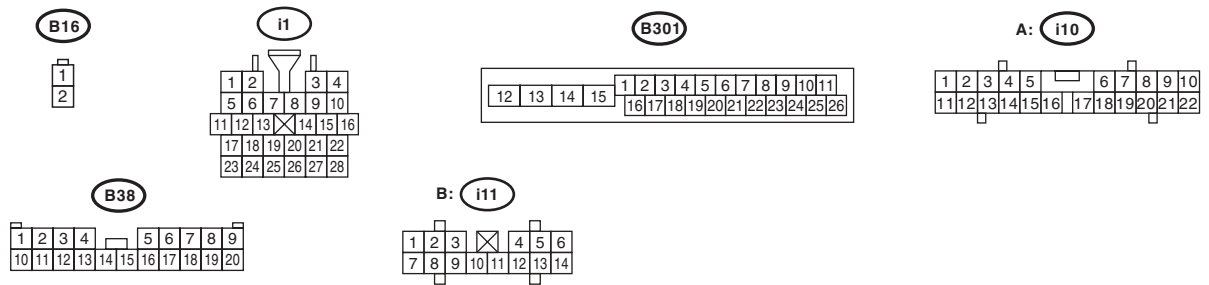 B16
1
2
i1
1 2 3 4
5 6 7 8 9 10
11 12 13 14 15 16
17 18 19 20 21 22
23 24 25 26 27 28
B301
1 2 3 4 5 6 7 8 9 10 11
12 13 14 15
16 17 18 19 20 21 22 23 24 25 26
A: i10
1 2 3 4 5 6 7 8 9 10
11 12 13 14 15 16 17 18 19 20 21 22
B38
1 2 3 4 5 6 7 8 9
10 11 12 13 14 15 16 17 18 19 20
B: i11
1 2 3 4 5 6
7 8 9 10 11 12 13 14